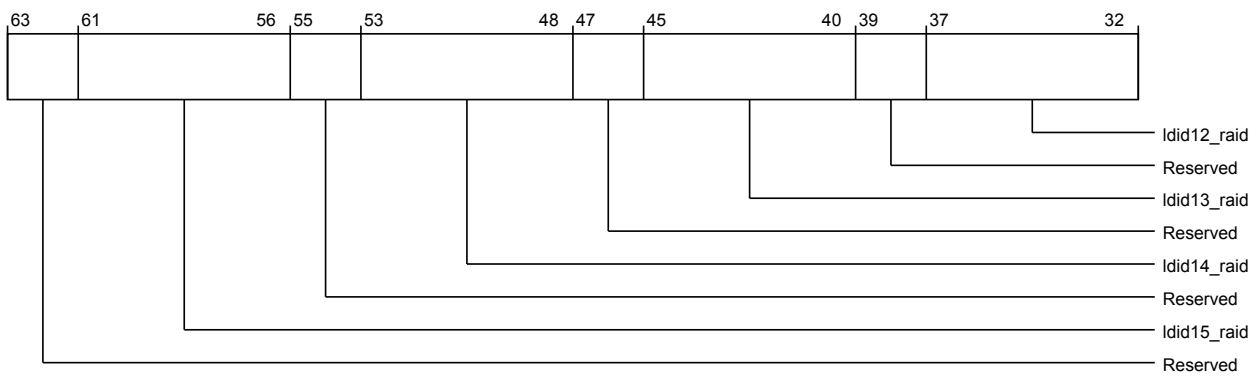 63 61 56 55 53 48 47 45 40 39 37 32
ldid12_raid
Reserved
ldid13_raid
Reserved
ldid14_raid
Reserved
ldid15_raid
Reserved